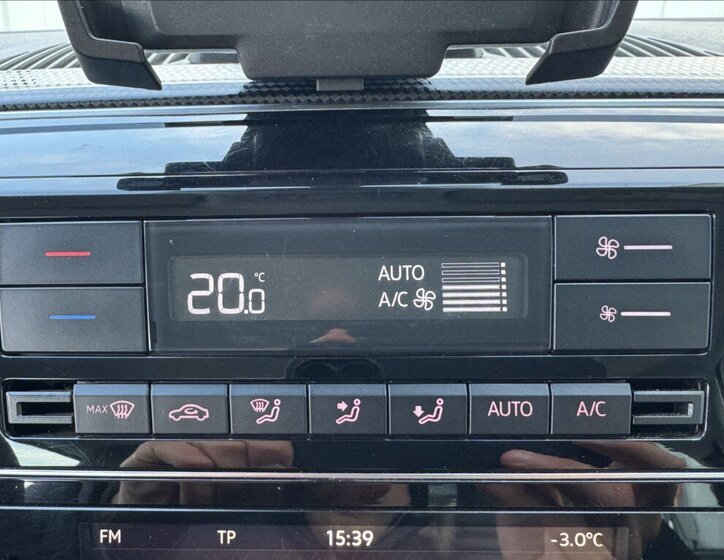 20.0 °C AUTO
A/C
MAX AUTO A/C
FM TP 15:39 -3.0°C